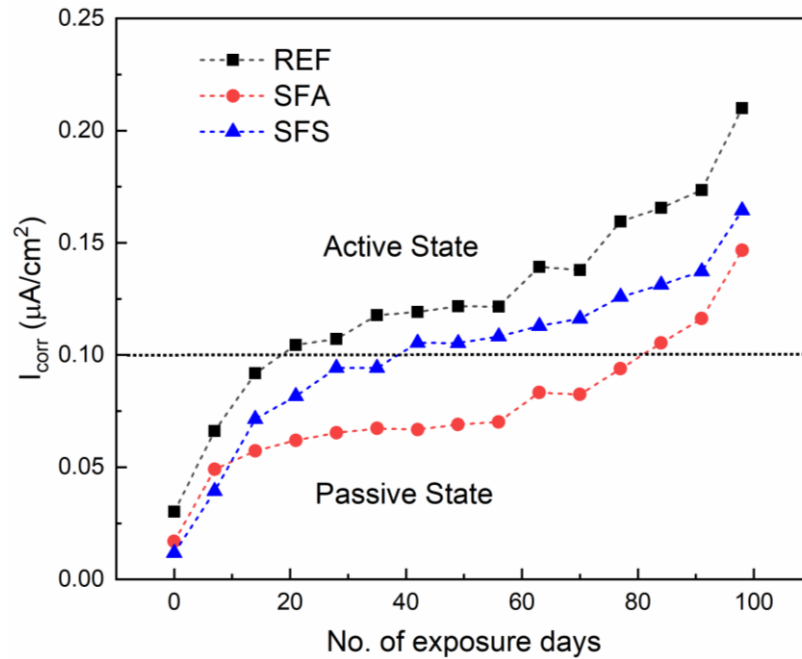 0.25
0.20
0.15
0.10
0.05
0.00
I_corr (μA/cm²)
REF
SFA
SFS
Active State
Passive State
0 20 40 60 80 100
No. of exposure days